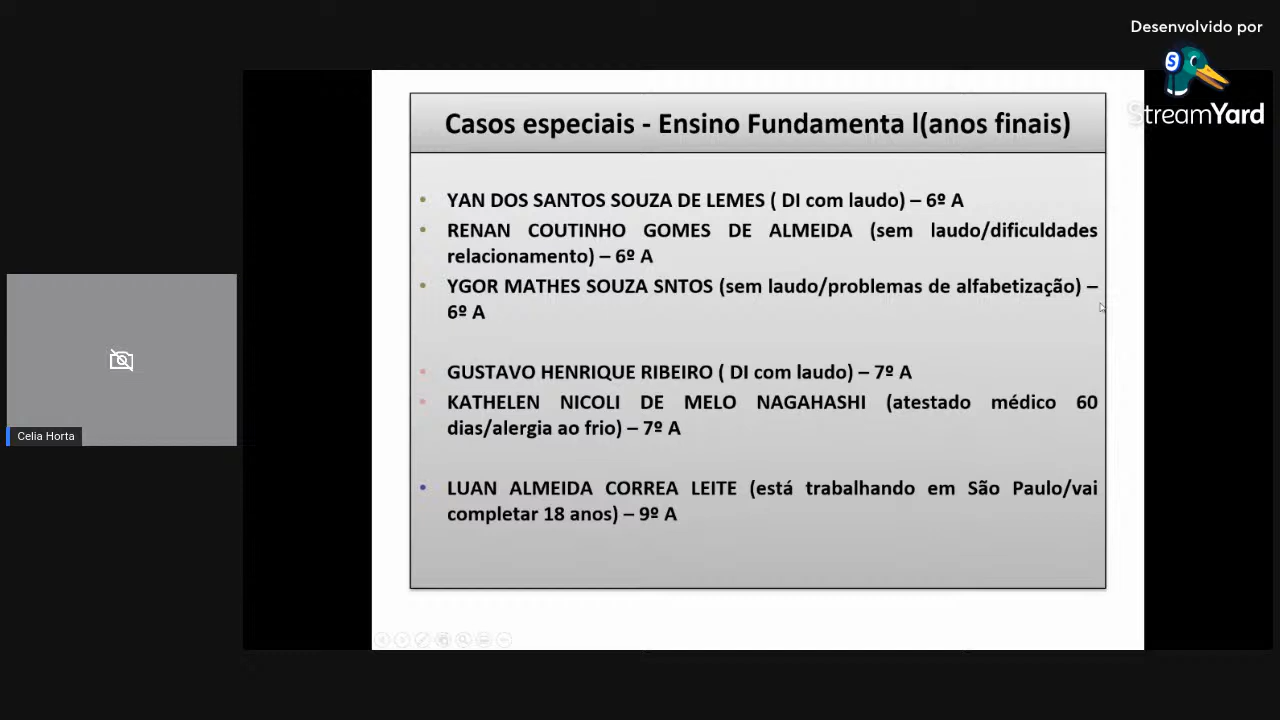 Desenvolvido por
StreamYard
Casos especiais - Ensino Fundamenta l(anos finais)
• YAN DOS SANTOS SOUZA DE LEMES ( DI com laudo) – 6º A
• RENAN COUTINHO GOMES DE ALMEIDA (sem laudo/dificuldades
relacionamento) – 6º A
• YGOR MATHES SOUZA SNTOS (sem laudo/problemas de alfabetização) –
6º A
• GUSTAVO HENRIQUE RIBEIRO ( DI com laudo) – 7º A
• KATHELEN NICOLI DE MELO NAGAHASHI (atestado médico 60
dias/alergia ao frio) – 7º A
• LUAN ALMEIDA CORREA LEITE (está trabalhando em São Paulo/vai
completar 18 anos) – 9º A
Celia Horta